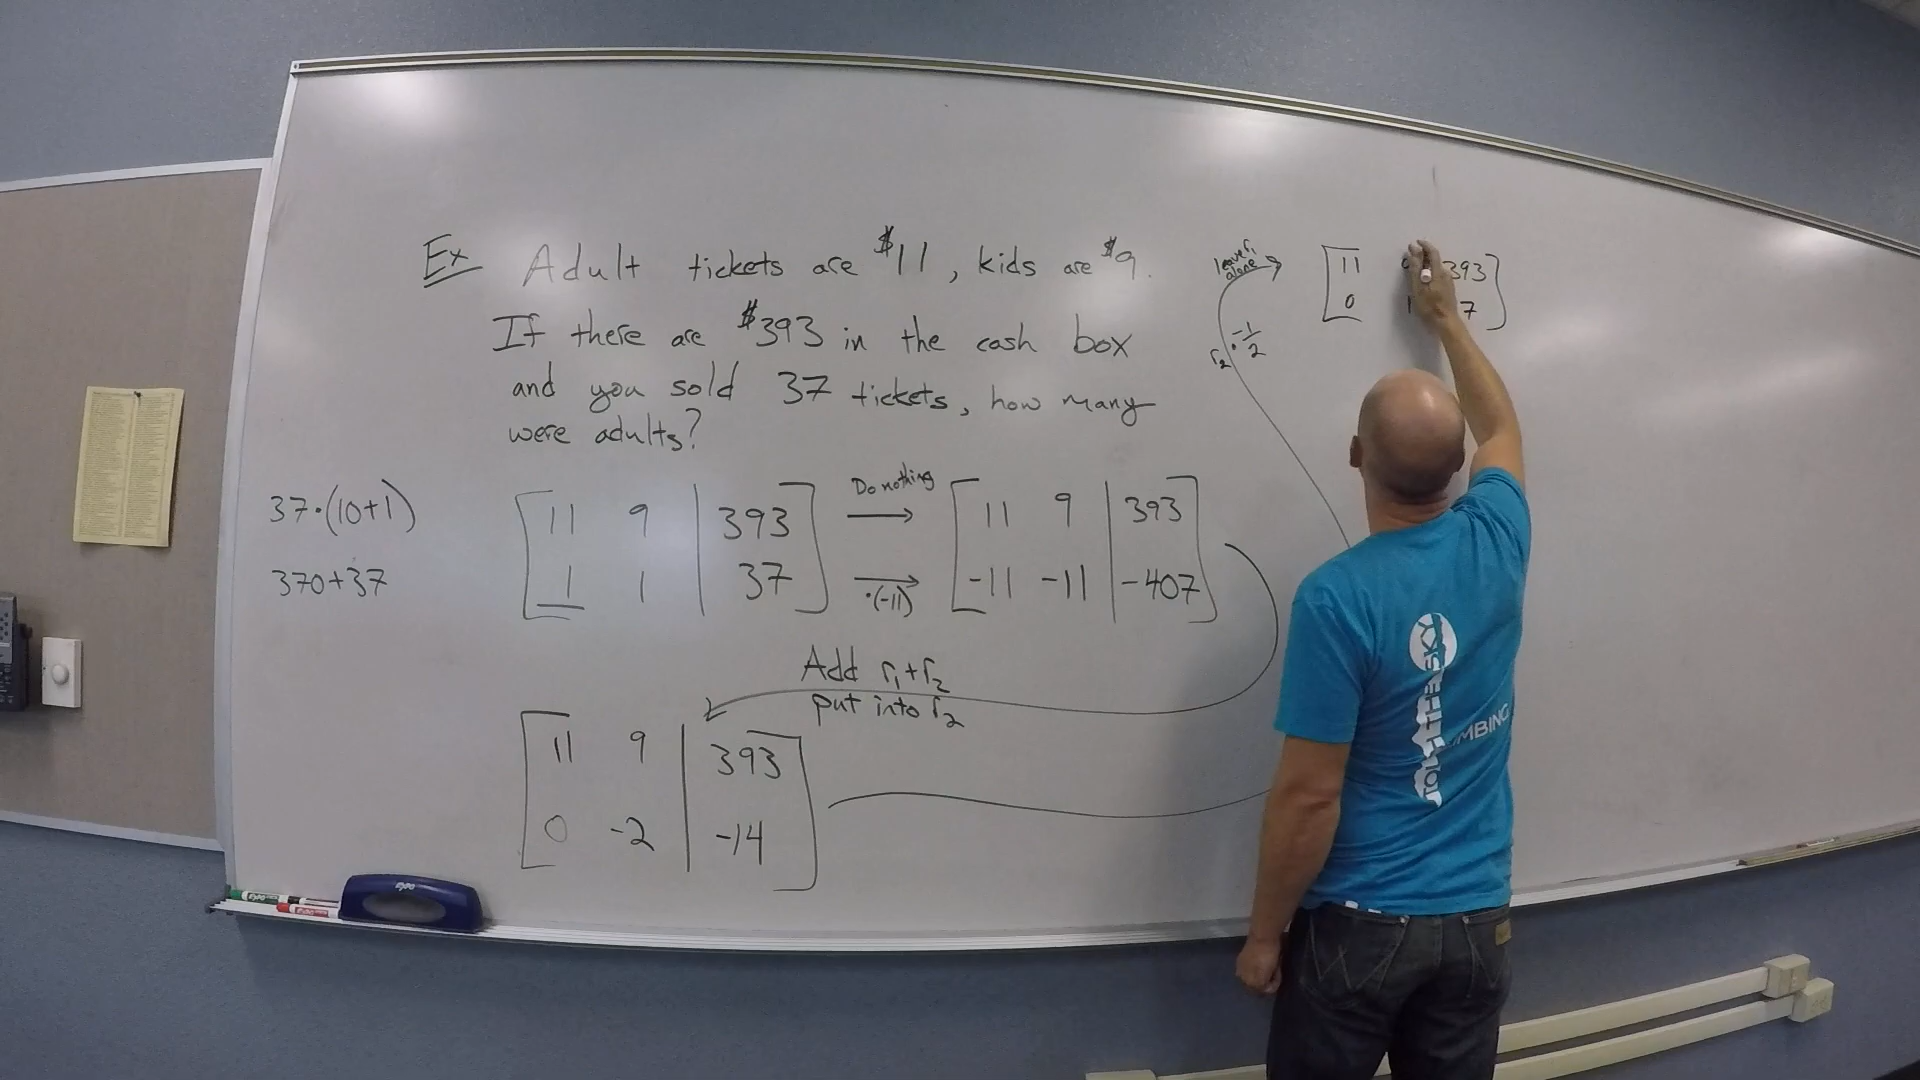 Ex Adult tickets are $11, kids are $9.
If there are $393 in the cash box
and you sold 37 tickets, how many
were adults?
37·(10+1)
370+37
11 9 393
1 1 37
Do nothing
·(-11)
11 9 393
-11 -11 -407
Add r1+r2
put into r2
11 9 393
0 -2 -14
leave r1
alone
r2 · -1/2
11 393
0 1 7
EXPO